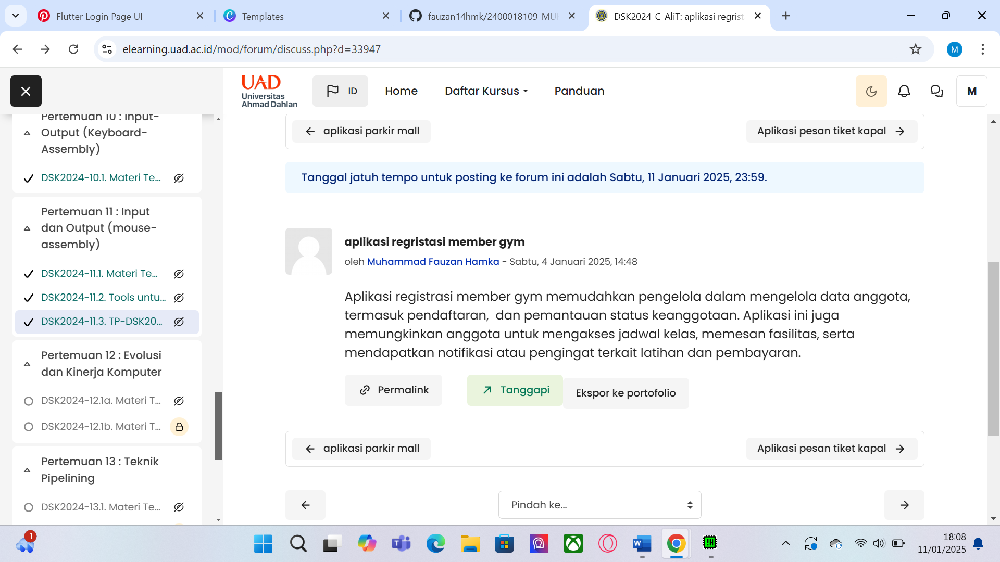 Flutter Login Page UI
Templates
fauzan14hmk/2400018109-MUI
DSK2024-C-AliT: aplikasi regrist
elearning.uad.ac.id/mod/forum/discuss.php?d=33947
M
UAD
Universitas
Ahmad Dahlan
ID
Home
Daftar Kursus
Panduan
M
Pertemuan 10 : Input-
Output (Keyboard-
Assembly)
DSK2024-10.1. Materi Te...
Pertemuan 11 : Input
dan Output (mouse-
assembly)
DSK2024-11.1. Materi Te...
DSK2024-11.2. Tools untu...
DSK2024-11.3. TP-DSK20...
Pertemuan 12 : Evolusi
dan Kinerja Komputer
DSK2024-12.1a. Materi T...
DSK2024-12.1b. Materi T...
Pertemuan 13 : Teknik
Pipelining
DSK2024-13.1. Materi Te...
aplikasi parkir mall
Aplikasi pesan tiket kapal
Tanggal jatuh tempo untuk posting ke forum ini adalah Sabtu, 11 Januari 2025, 23:59.
aplikasi regristasi member gym
oleh Muhammad Fauzan Hamka - Sabtu, 4 Januari 2025, 14:48
Aplikasi registrasi member gym memudahkan pengelola dalam mengelola data anggota,
termasuk pendaftaran,  dan pemantauan status keanggotaan. Aplikasi ini juga
memungkinkan anggota untuk mengakses jadwal kelas, memesan fasilitas, serta
mendapatkan notifikasi atau pengingat terkait latihan dan pembayaran.
Permalink
Tanggapi
Ekspor ke portofolio
aplikasi parkir mall
Aplikasi pesan tiket kapal
Pindah ke...
1
18:08
11/01/2025